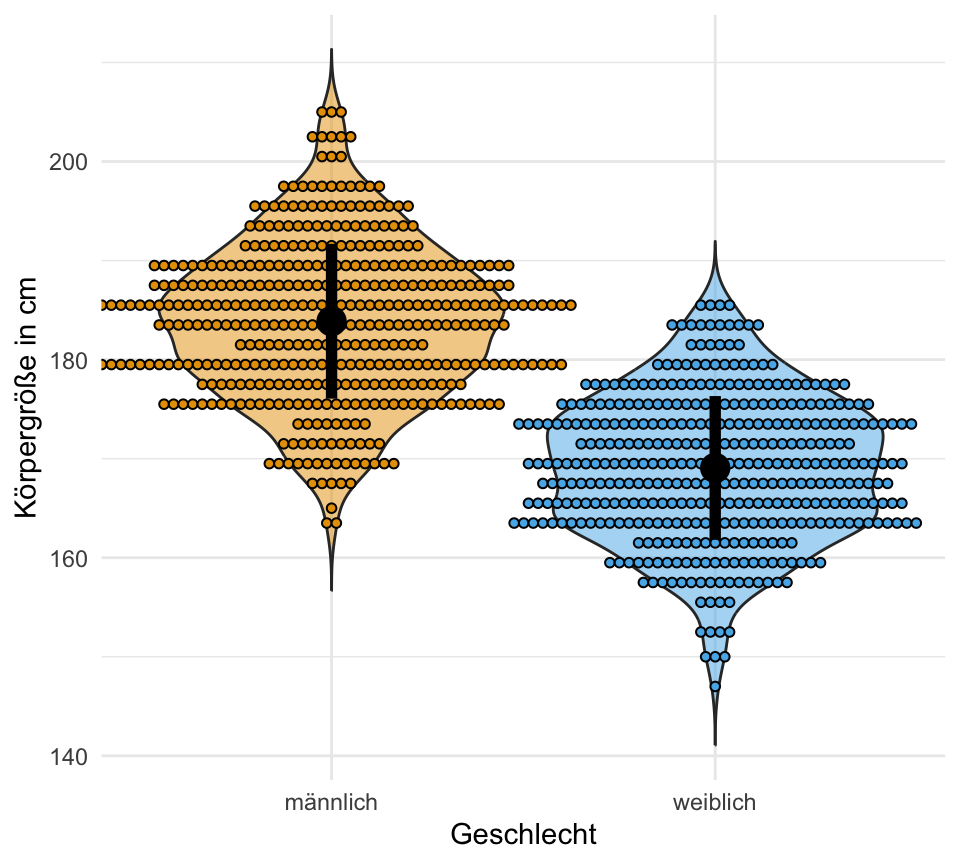 Körpergröße in cm
200
180
160
140
männlich
weiblich
Geschlecht